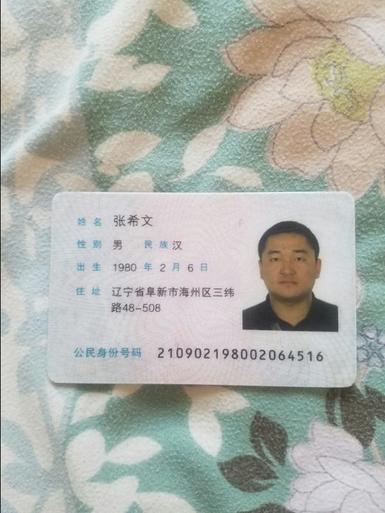 姓名 张希文
性别 男 民族 汉
出生 1980 年 2 月 6 日
住址 辽宁省阜新市海州区三纬
路48-508
公民身份号码 210902198002064516